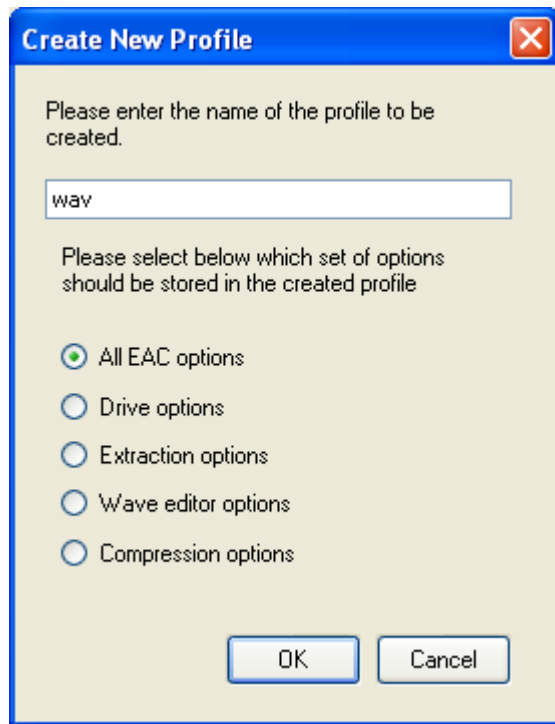 Create New Profile
Please enter the name of the profile to be
created.
wav
Please select below which set of options
should be stored in the created profile
All EAC options
Drive options
Extraction options
Wave editor options
Compression options
OK
Cancel